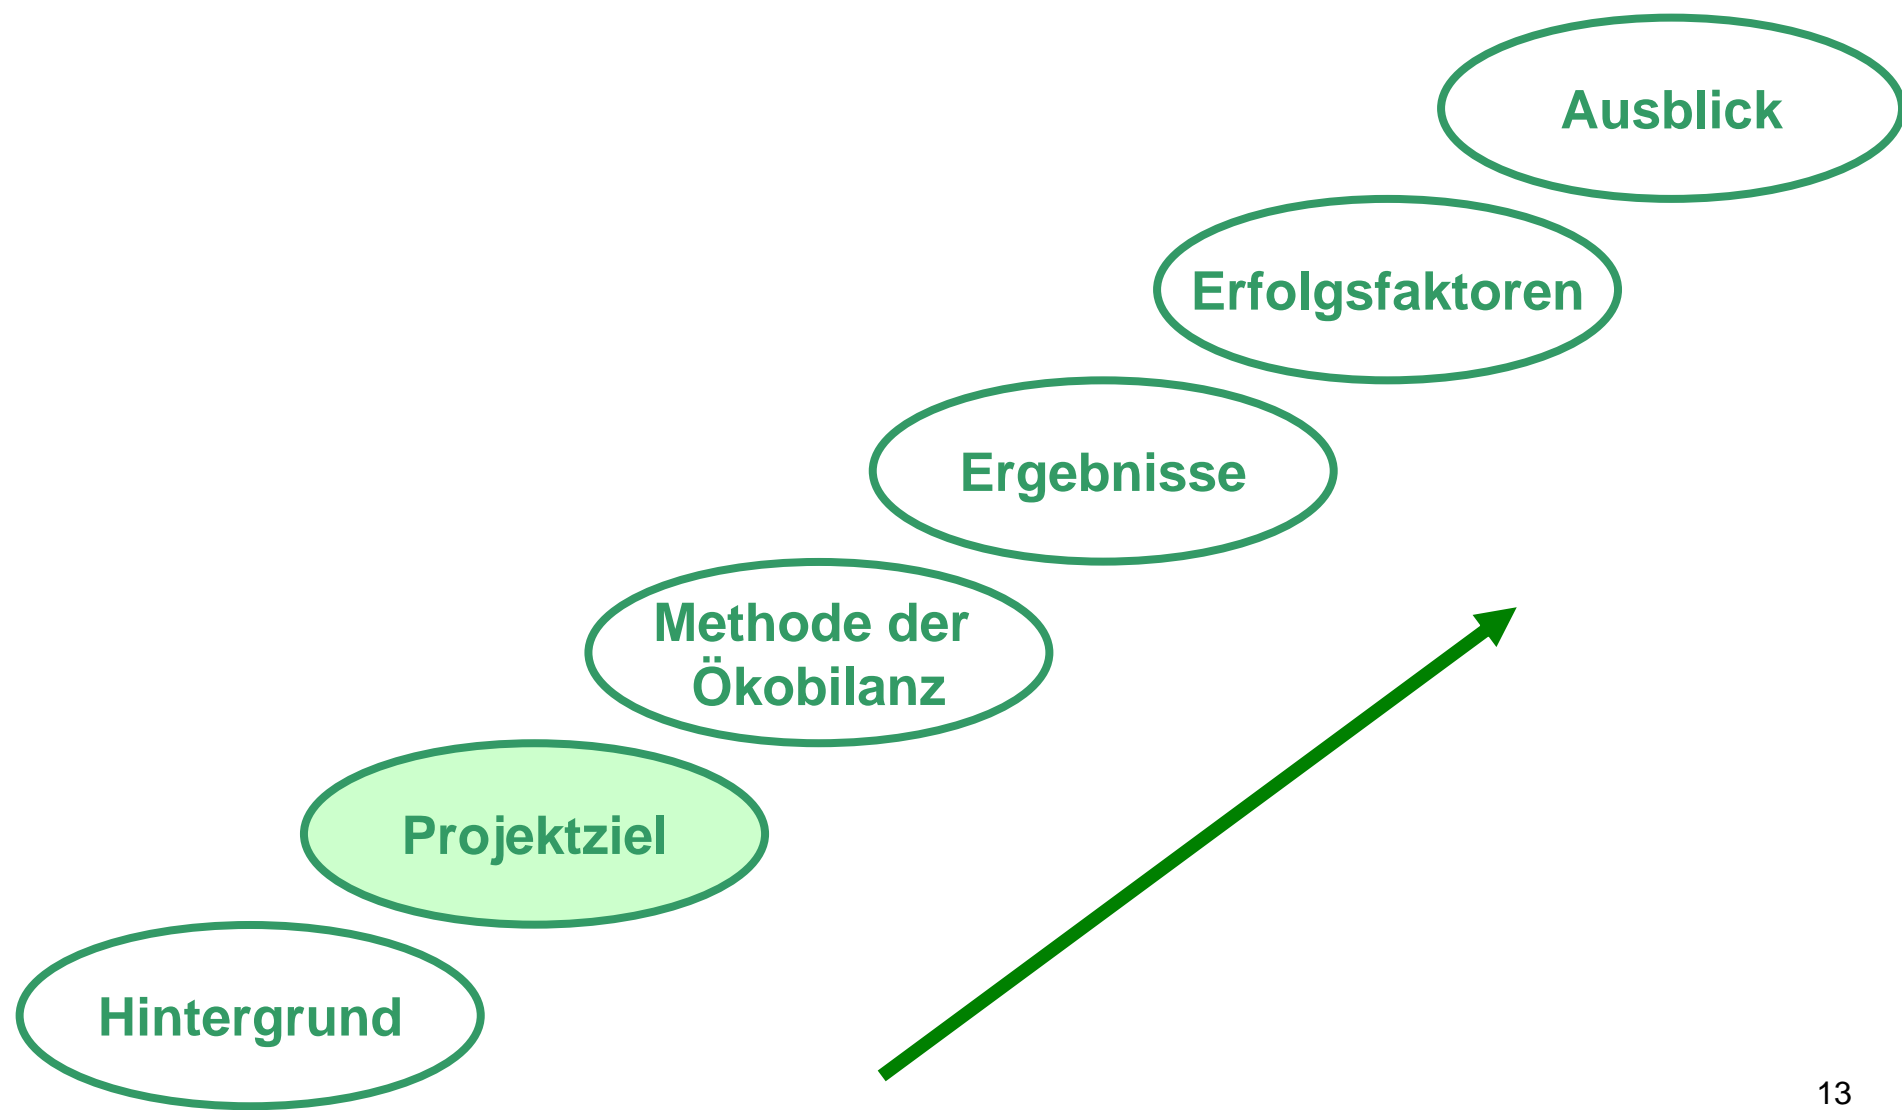 Ausblick
Erfolgsfaktoren
Ergebnisse
Methode der
Ökobilanz
Projektziel
Hintergrund
13